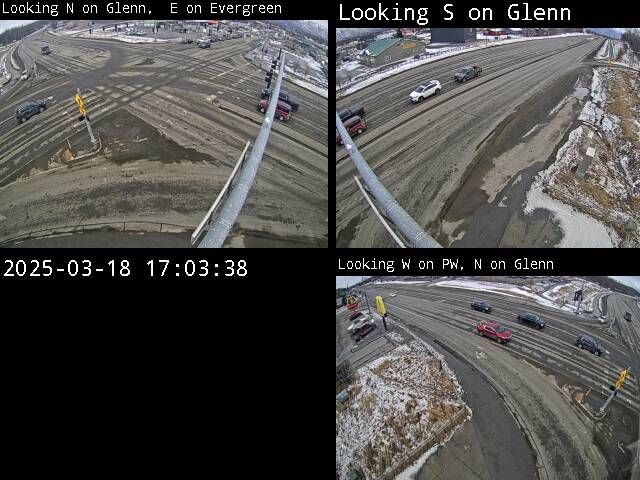 Looking N on Glenn,  E on Evergreen
Looking S on Glenn
2025-03-18 17:03:38
Looking W on PW, N on Glenn